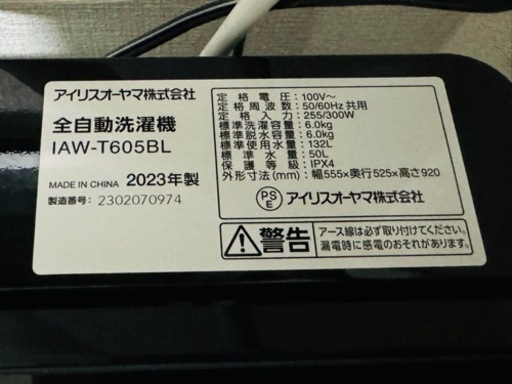 アイリスオーヤマ株式会社
全自動洗濯機
IAW-T605BL
MADE IN CHINA 2023年製
製造番号: 2302070974
定格電圧: 100V～
定格周波数: 50/60Hz共用
定格入力: 255/300W
標準洗濯容量: 6.0kg
標準脱水容量: 6.0kg
標準使用水量: 132L
標準水量: 50L
保護等級: IPX4
外形寸法: 幅555×奥行525×高さ920
PS
E
アイリスオーヤマ株式会社
警告
アース線は必ず取り付けてください。
漏電時に感電のおそれがあります。